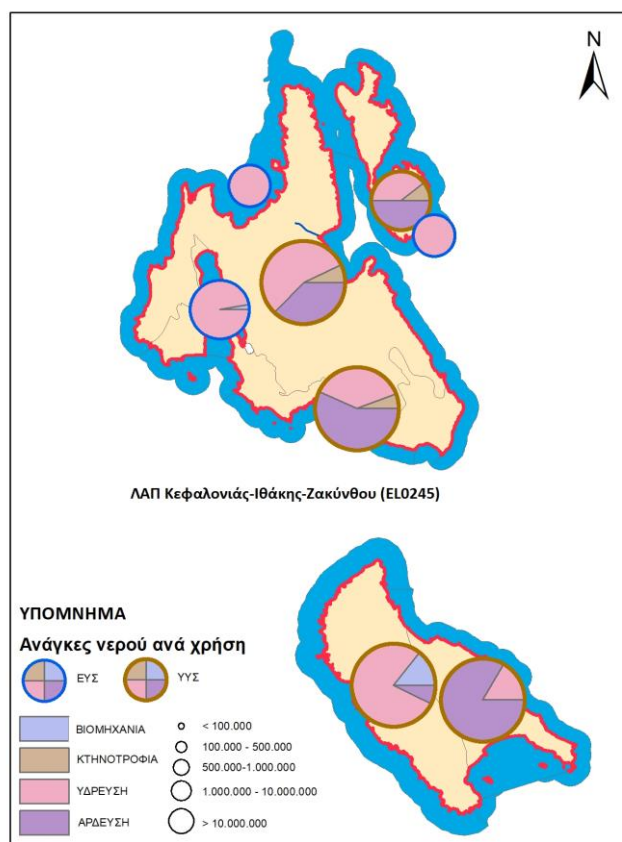 N
ΛΑΠ Κεφαλονιάς-Ιθάκης-Ζακύνθου (EL0245)
ΥΠΟΜΝΗΜΑ
Ανάγκες νερού ανά χρήση
ΕΥΣ
ΥΥΣ
ΒΙΟΜΗΧΑΝΙΑ
ΚΤΗΝΟΤΡΟΦΙΑ
ΥΔΡΕΥΣΗ
ΑΡΔΕΥΣΗ
< 100.000
100.000 - 500.000
500.000-1.000.000
1.000.000 - 10.000.000
> 10.000.000